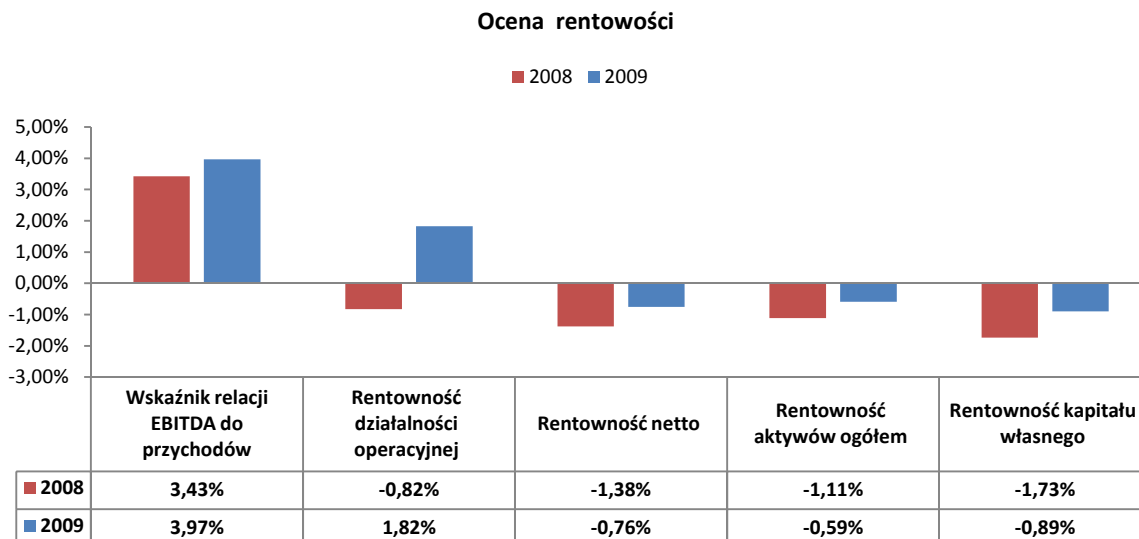 Ocena rentowości
2008 2009
5,00%
4,00%
3,00%
2,00%
1,00%
0,00%
-1,00%
-2,00%
-3,00%
Wskaźnik relacji
EBITDA do
przychodów
Rentowność
działalności
operacyjnej
Rentowność netto
Rentowność
aktywów ogółem
Rentowność kapitału
własnego
2008 3,43% -0,82% -1,38% -1,11% -1,73%
2009 3,97% 1,82% -0,76% -0,59% -0,89%